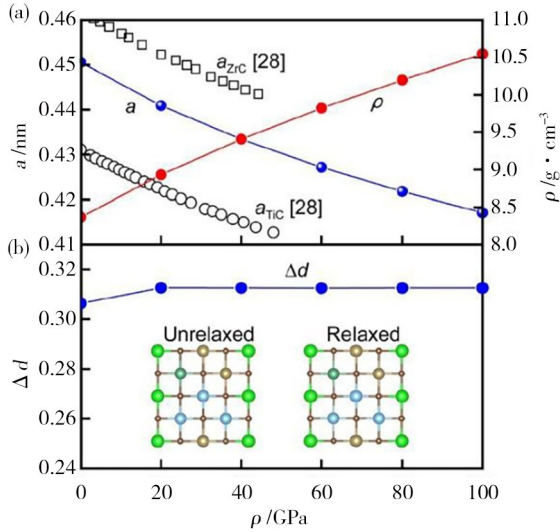 (a)
0.46
0.45
0.44
0.43
0.42
0.41
a/nm
a_ZrC [28]
a
ρ
a_TiC [28]
11.0
10.5
10.0
9.5
9.0
8.5
8.0
ρ/g·cm⁻³
(b)
0.32
0.30
0.28
0.26
0.24
Δd
Δd
Unrelaxed
Relaxed
0
20
40
60
80
100
ρ/GPa